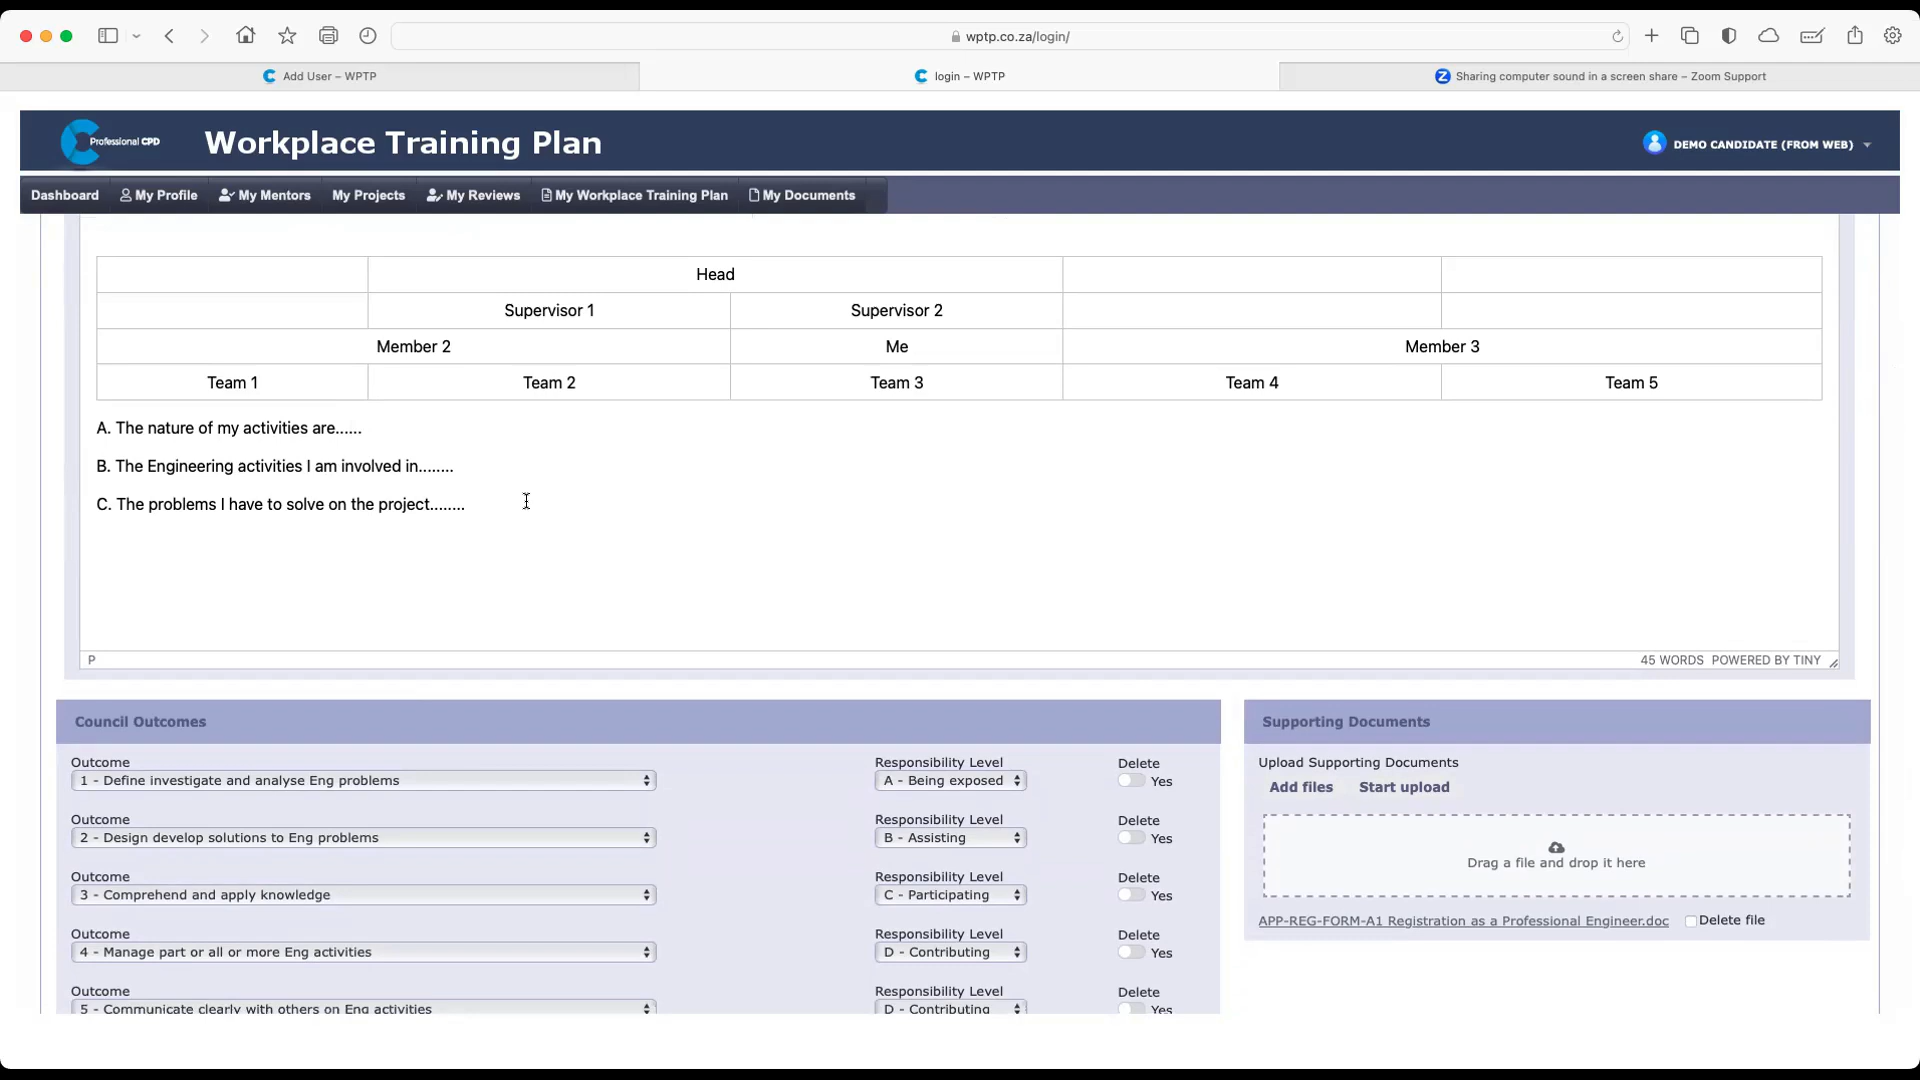 wptp.co.za/login/
Add User – WPTP
login – WPTP
Sharing computer sound in a screen share – Zoom Support
Professional CPD
Workplace Training Plan
DEMO CANDIDATE (FROM WEB)
Dashboard My Profile My Mentors My Projects My Reviews My Workplace Training Plan My Documents
Head
Supervisor 1 Supervisor 2
Member 2 Me Member 3
Team 1 Team 2 Team 3 Team 4 Team 5
A. The nature of my activities are......
B. The Engineering activities I am involved in........
C. The problems I have to solve on the project........
P
45 WORDS POWERED BY TINY
Council Outcomes
Outcome Responsibility Level Delete
1 - Define investigate and analyse Eng problems A - Being exposed Yes
Outcome Responsibility Level Delete
2 - Design develop solutions to Eng problems B - Assisting Yes
Outcome Responsibility Level Delete
3 - Comprehend and apply knowledge C - Participating Yes
Outcome Responsibility Level Delete
4 - Manage part or all or more Eng activities D - Contributing Yes
Outcome Responsibility Level Delete
5 - Communicate clearly with others on Eng activities D - Contributing Yes
Supporting Documents
Upload Supporting Documents
Add files Start upload
Drag a file and drop it here
APP-REG-FORM-A1 Registration as a Professional Engineer.doc Delete file